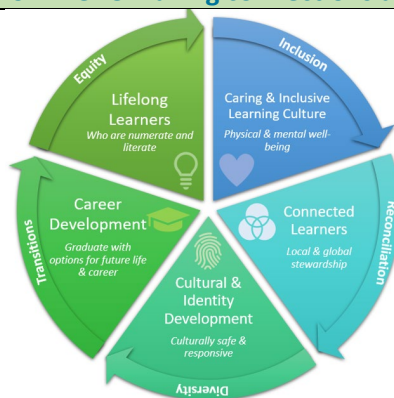 Equity
Inclusion
Lifelong
Learners
Who are numerate and
literate
Caring & Inclusive
Learning Culture
Physical & mental well-
being
Career
Development
Graduate with
options for future life
& career
Connected
Learners
Local & global
stewardship
Transitions
Reconciliation
Cultural &
Identity
Development
Culturally safe &
responsive
Diversity